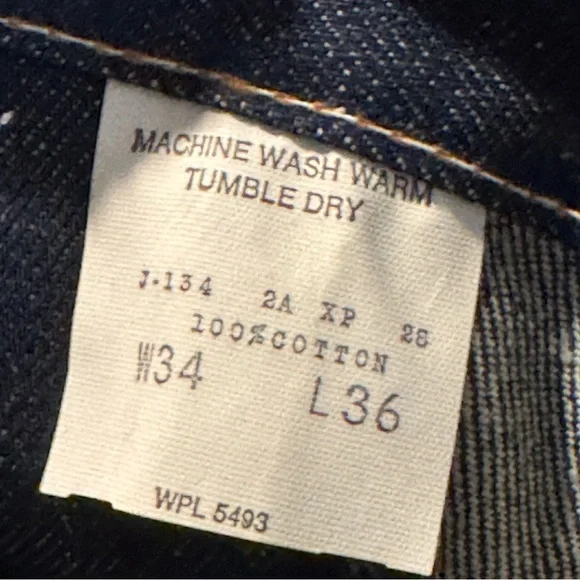 MACHINE WASH WARM
TUMBLE DRY
J-134 2A XP 28
100%COTTON
W34 L36
WPL 5493